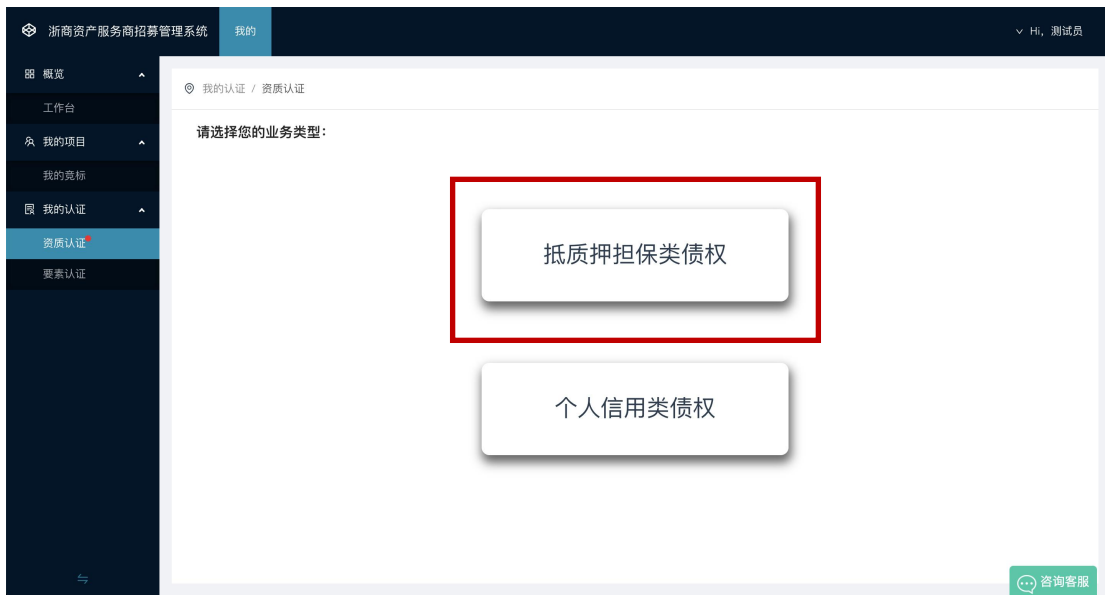 浙商资产服务商招募管理系统
我的
Hi, 测试员
概览
工作台
我的项目
我的竞标
我的认证
资质认证
要素认证
我的认证 / 资质认证
请选择您的业务类型：
抵质押担保类债权
个人信用类债权
咨询客服